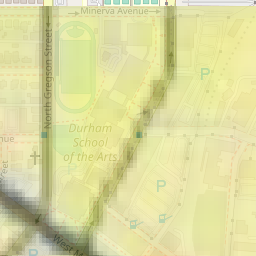 Minerva Avenue
North Gregson Street
Durham
School
of the Arts
P
P
P